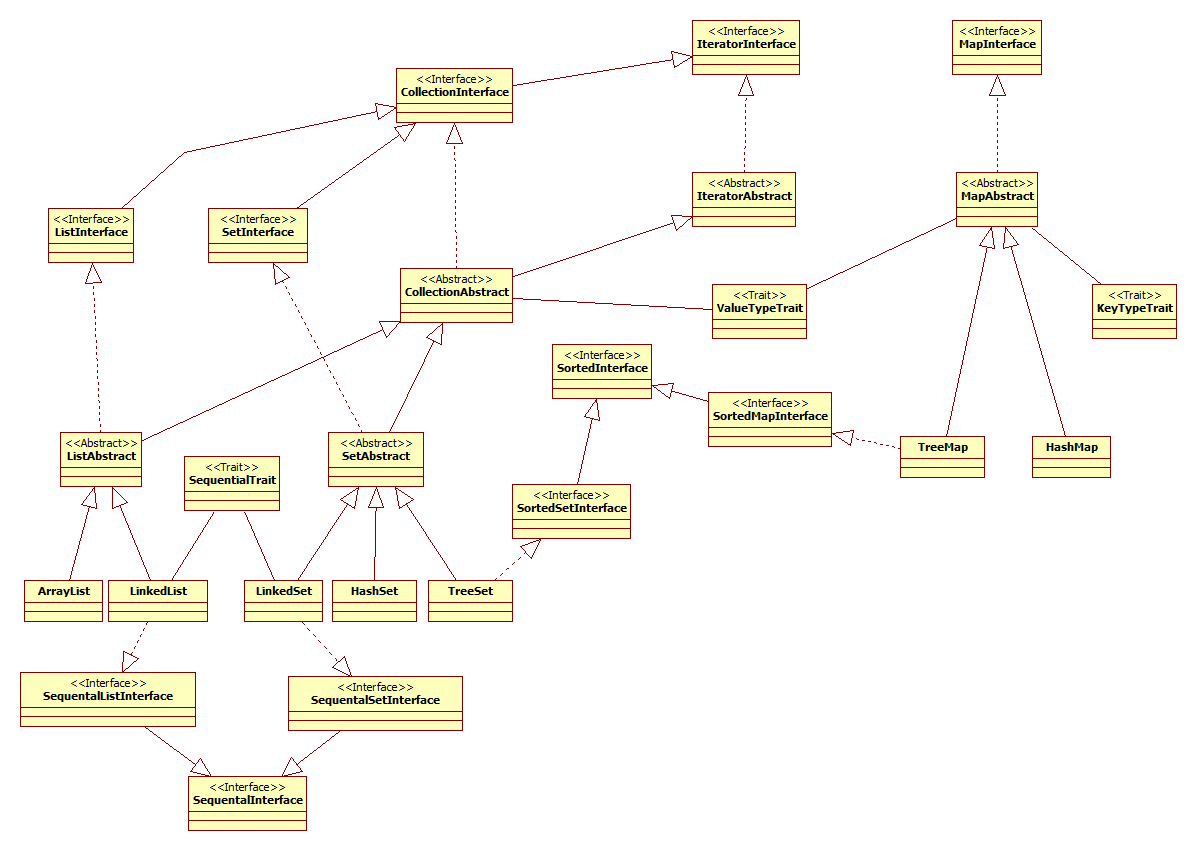 <<Interface>>
IteratorInterface
<<Interface>>
MapInterface
<<Interface>>
CollectionInterface
<<Abstract>>
IteratorAbstract
<<Abstract>>
MapAbstract
<<Interface>>
ListInterface
<<Interface>>
SetInterface
<<Abstract>>
CollectionAbstract
<<Trait>>
ValueTypeTrait
<<Trait>>
KeyTypeTrait
<<Interface>>
SortedInterface
<<Interface>>
SortedMapInterface
<<Abstract>>
ListAbstract
<<Trait>>
SequentialTrait
<<Abstract>>
SetAbstract
TreeMap
HashMap
<<Interface>>
SortedSetInterface
ArrayList
LinkedList
LinkedSet
HashSet
TreeSet
<<Interface>>
SequentalListInterface
<<Interface>>
SequentalSetInterface
<<Interface>>
SequentalInterface